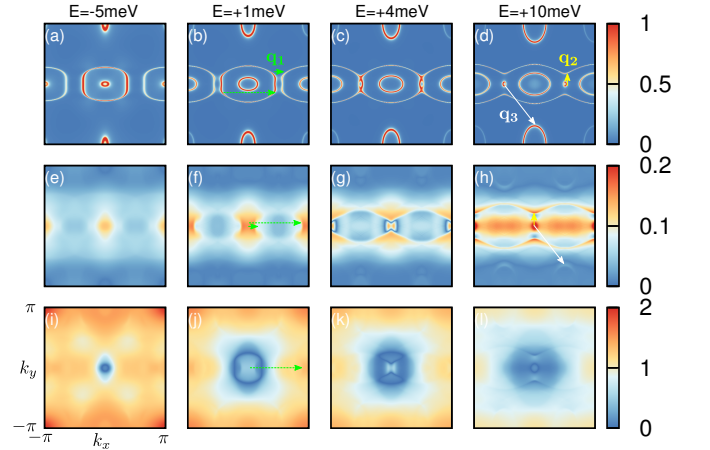 E=-5meV E=+1meV E=+4meV E=+10meV
(a) (b) (c) (d) 1
q1 q2 0.5
q3
0
(e) (f) (g) (h) 0.2
0.1
0
(i) (j) (k) (l) 2
π
ky 1
−π 0
−π kx π